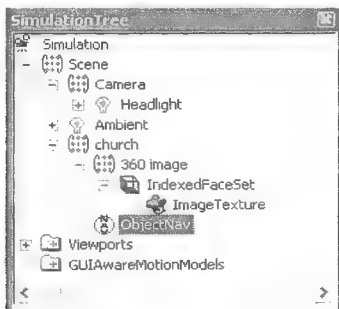 SimulationTree
Simulation
Scene
Camera
Headlight
Ambient
church
360 image
IndexedFaceSet
ImageTexture
ObjectNav
Viewports
GUIAwareMotionModels